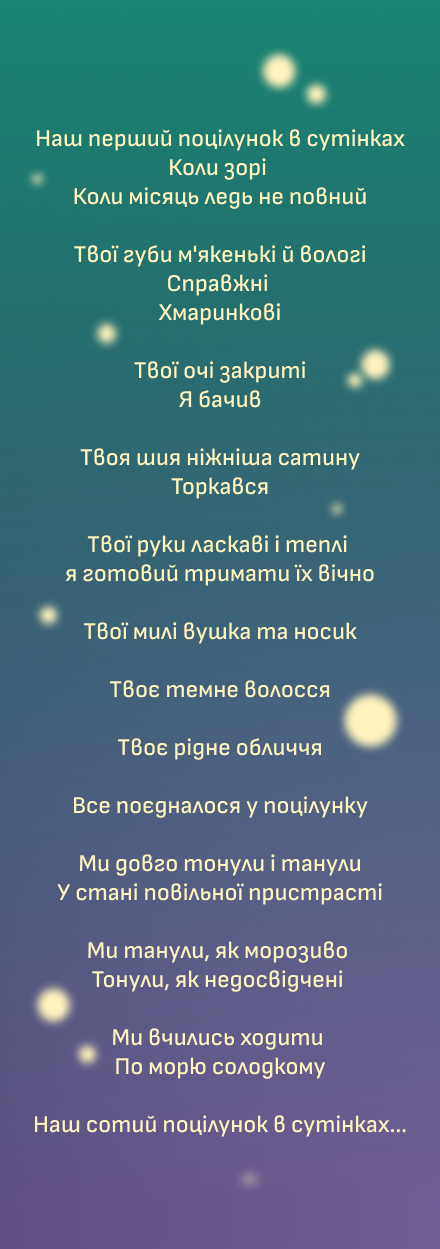 Наш перший поцілунок в сутінках
Коли зорі
Коли місяць ледь не повний
Твої губи м'якенькі й вологі
Справжні
Хмаринкові
Твої очі закриті
Я бачив
Твоя шия ніжніша сатину
Торкався
Твої руки ласкаві і теплі
я готовий тримати їх вічно
Твої милі вушка та носик
Твоє темне волосся
Твоє рідне обличчя
Все поєдналося у поцілунку
Ми довго тонули і танули
У стані повільної пристрасті
Ми танули, як морозиво
Тонули, як недосвідчені
Ми вчились ходити
По морю солодкому
Наш сотий поцілунок в сутінках...